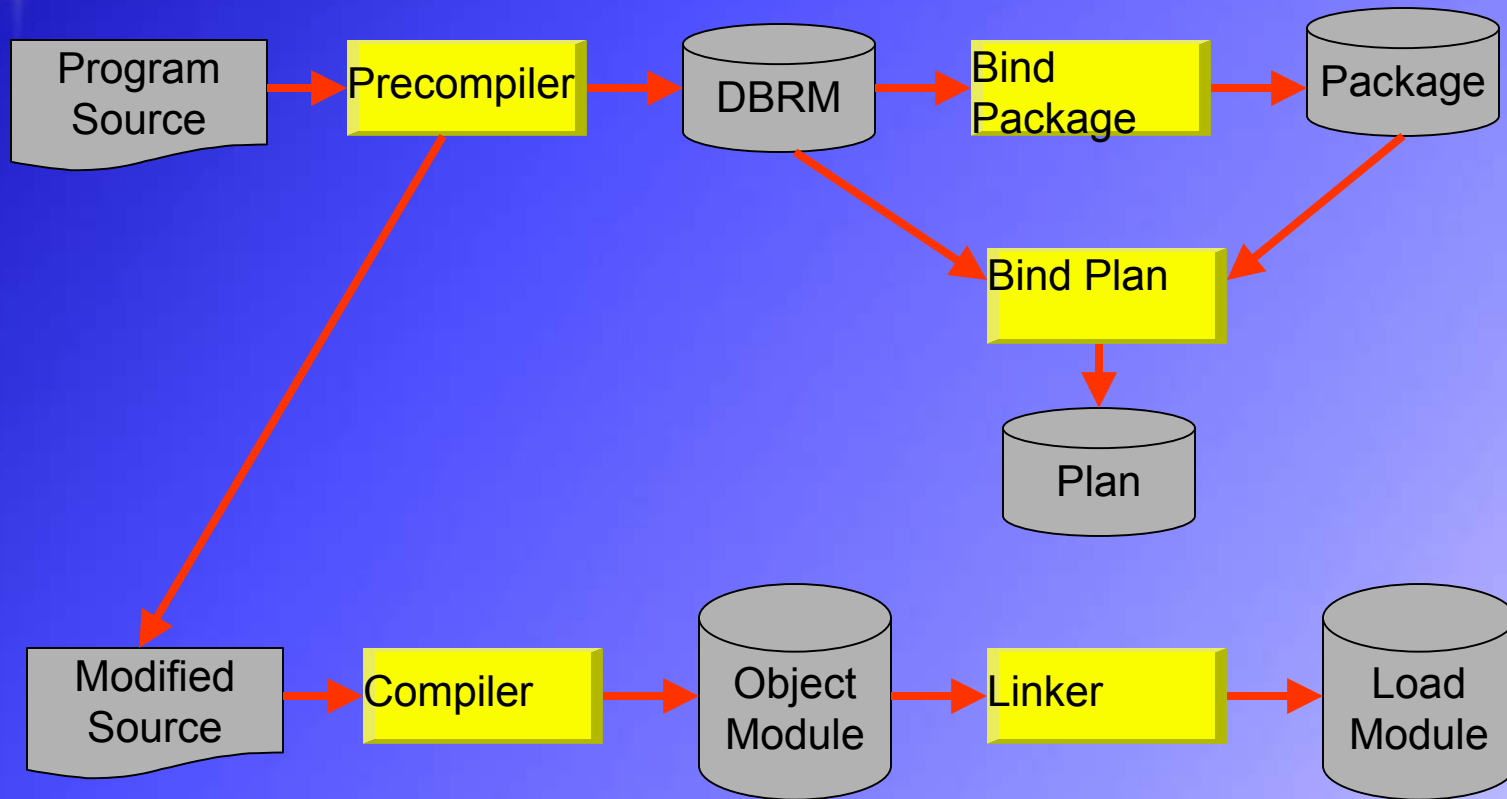 Program
Source
Precompiler
DBRM
Bind
Package
Package
Bind Plan
Plan
Modified
Source
Compiler
Object
Module
Linker
Load
Module